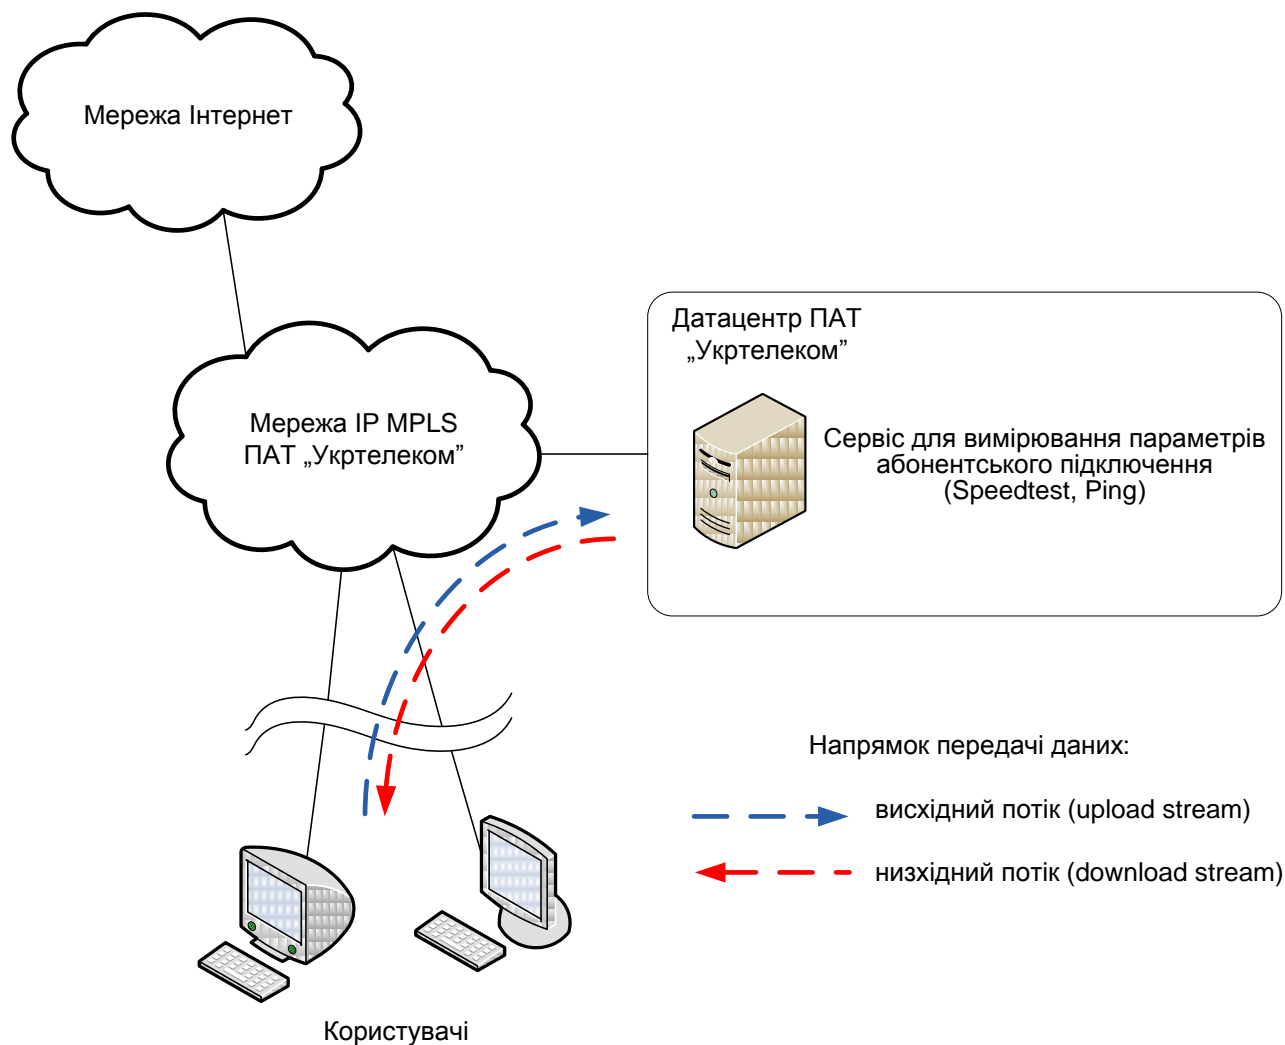 Мережа Інтернет
Датацентр ПАТ
„Укртелеком”
Мережа IP MPLS
ПАТ „Укртелеком”
Сервіс для вимірювання параметрів
абонентського підключення
(Speedtest, Ping)
Напрямок передачі даних:
висхідний потік (upload stream)
низхідний потік (download stream)
Користувачі